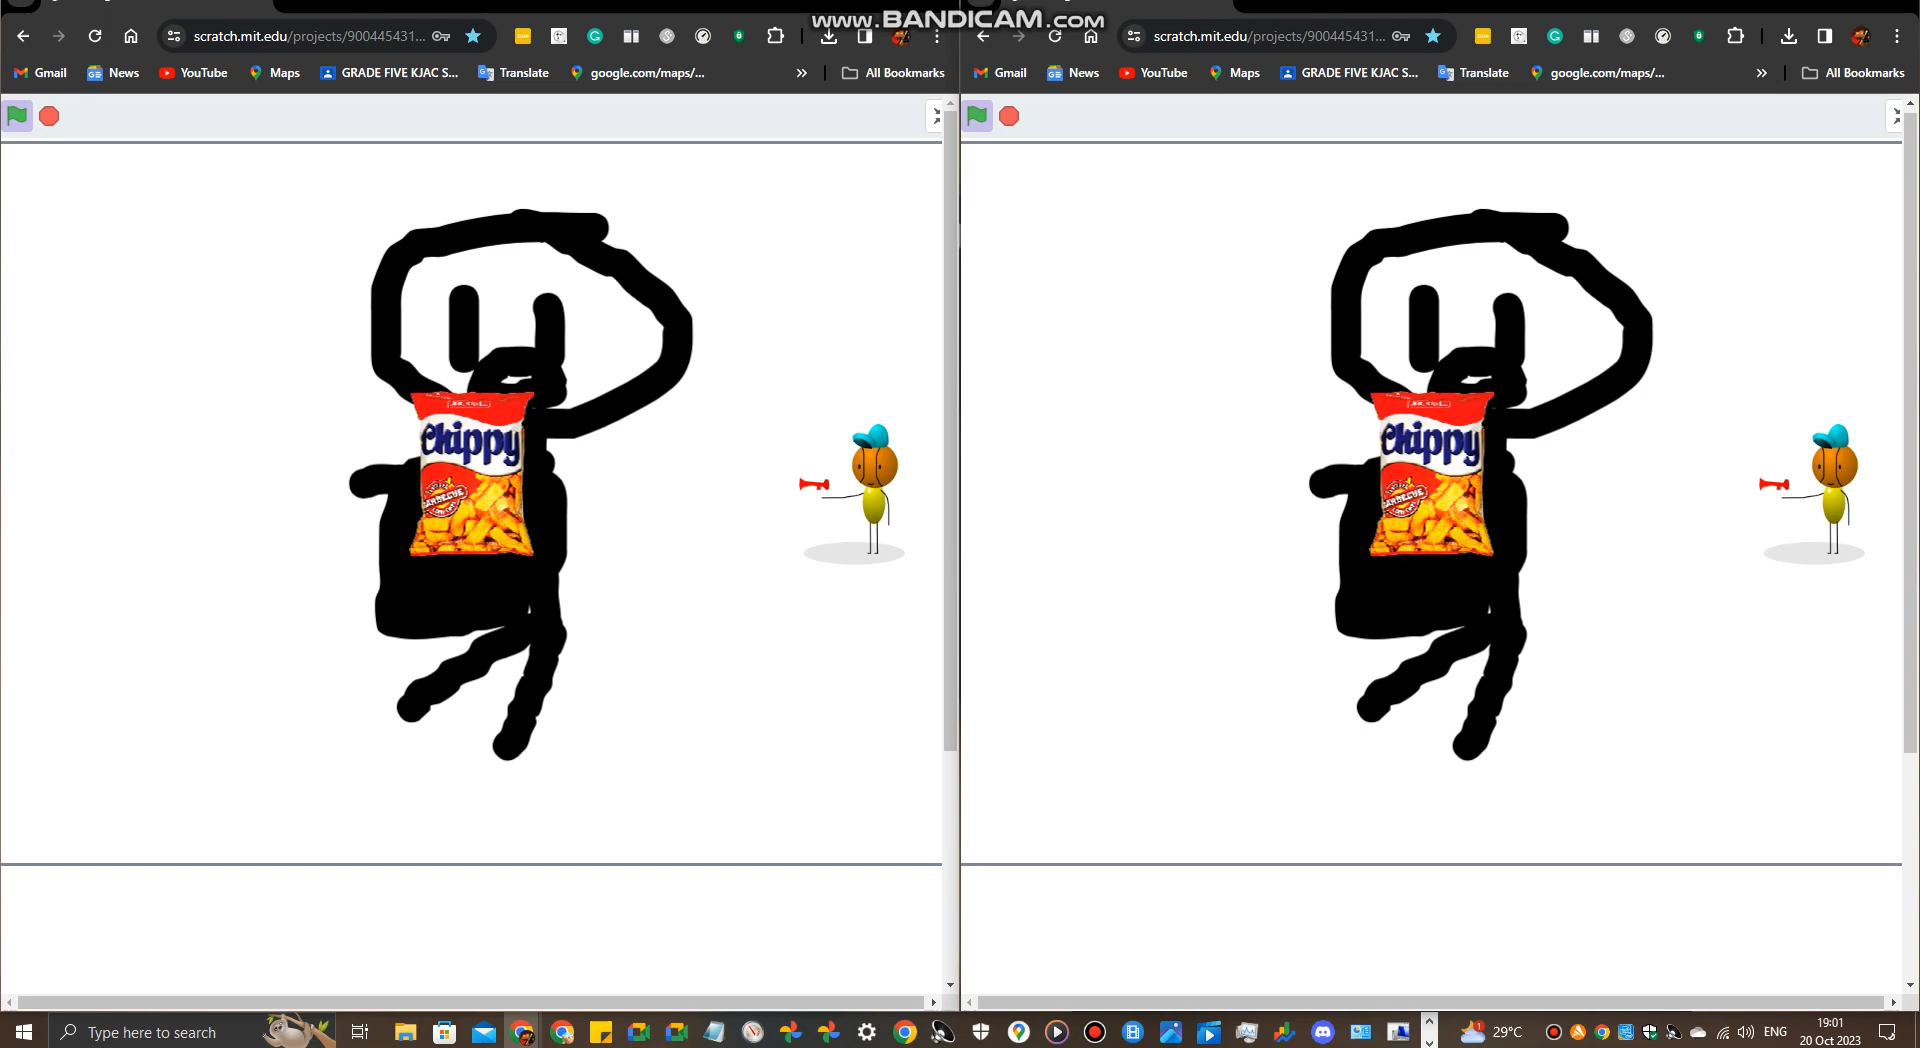 www.BANDICAM.com
scratch.mit.edu/projects/900445431...
scratch.mit.edu/projects/900445431...
Gmail News YouTube Maps GRADE FIVE KJAC S... Translate google.com/maps/... » All Bookmarks
Gmail News YouTube Maps GRADE FIVE KJAC S... Translate google.com/maps/... » All Bookmarks
Chippy
BARBECUE
Chippy
BARBECUE
Type here to search
29°C
ENG
19:01
20 Oct 2023